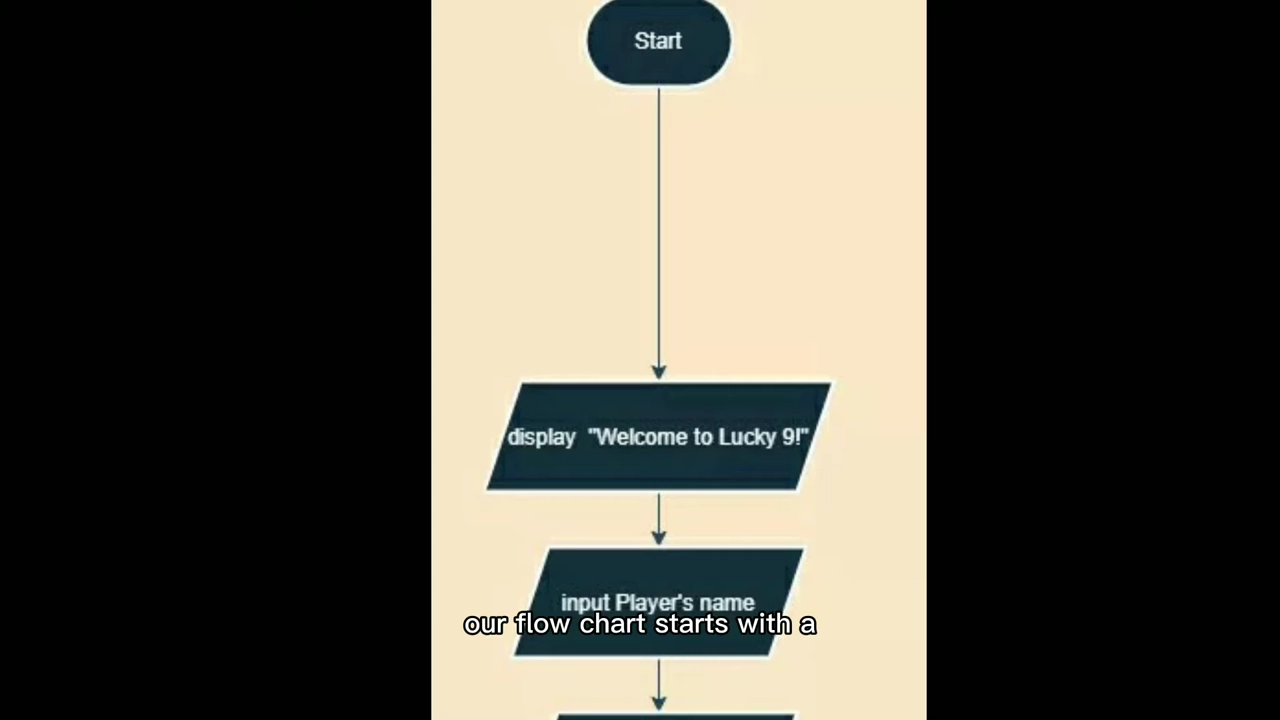 Start
display "Welcome to Lucky 9!"
input Player's name
our flow chart starts with a